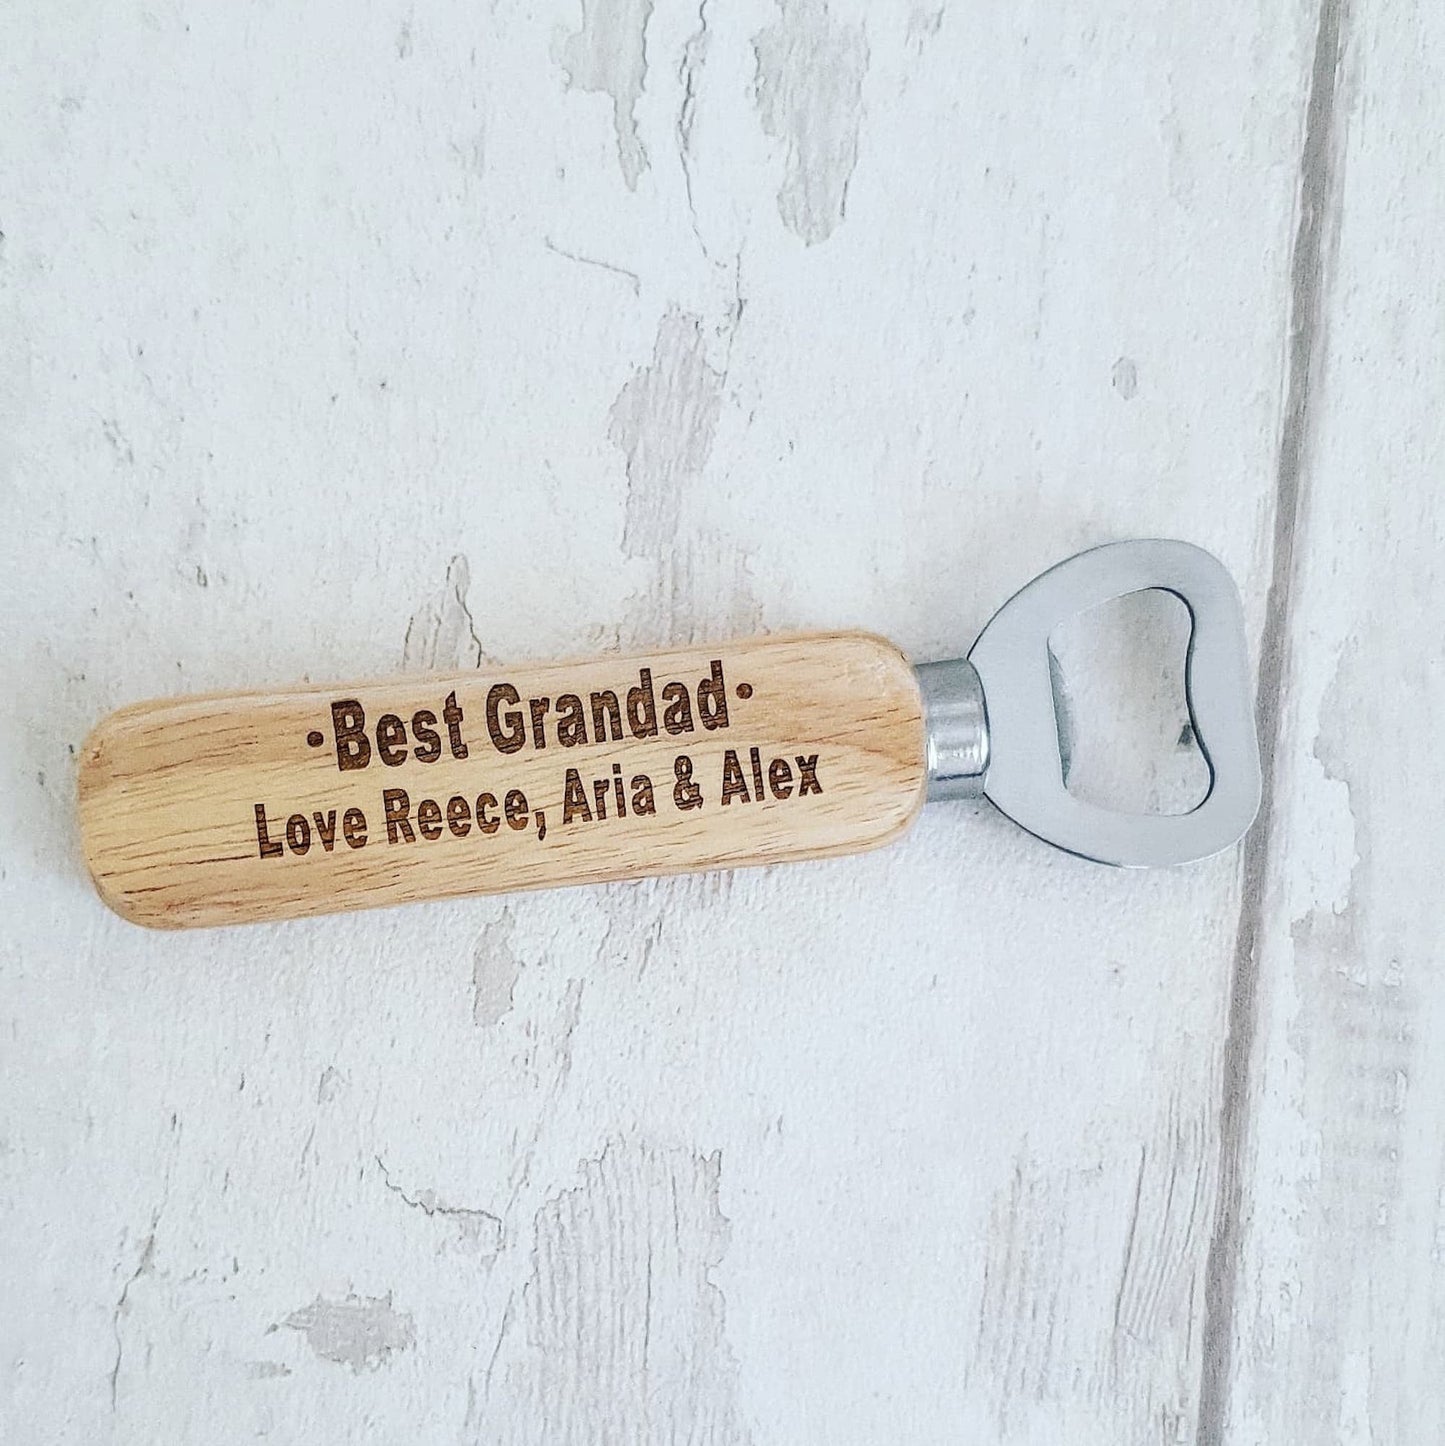 •Best Grandad•
Love Reece, Aria & Alex